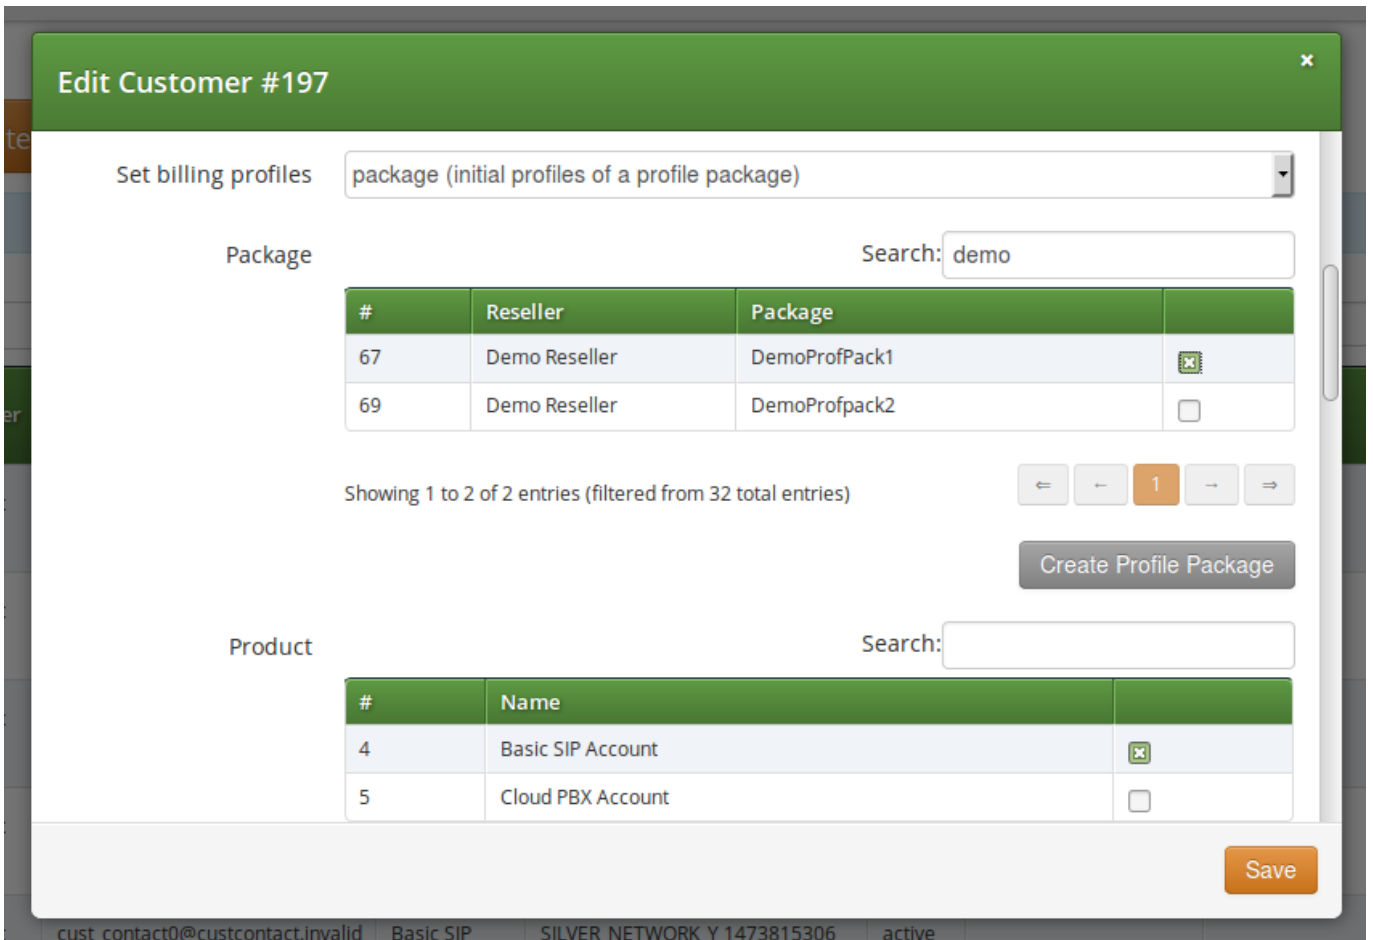 Edit Customer #197
×
te
Set billing profiles
package (initial profiles of a profile package)
Package
Search: demo
# Reseller Package
67 Demo Reseller DemoProfPack1
69 Demo Reseller DemoProfpack2
er
Showing 1 to 2 of 2 entries (filtered from 32 total entries)
⇐ ← 1 → ⇒
Create Profile Package
Product
Search:
# Name
4 Basic SIP Account
5 Cloud PBX Account
Save
cust_contact0@custcontact.invalid Basic SIP SILVER_NETWORK_Y_1473815306 active